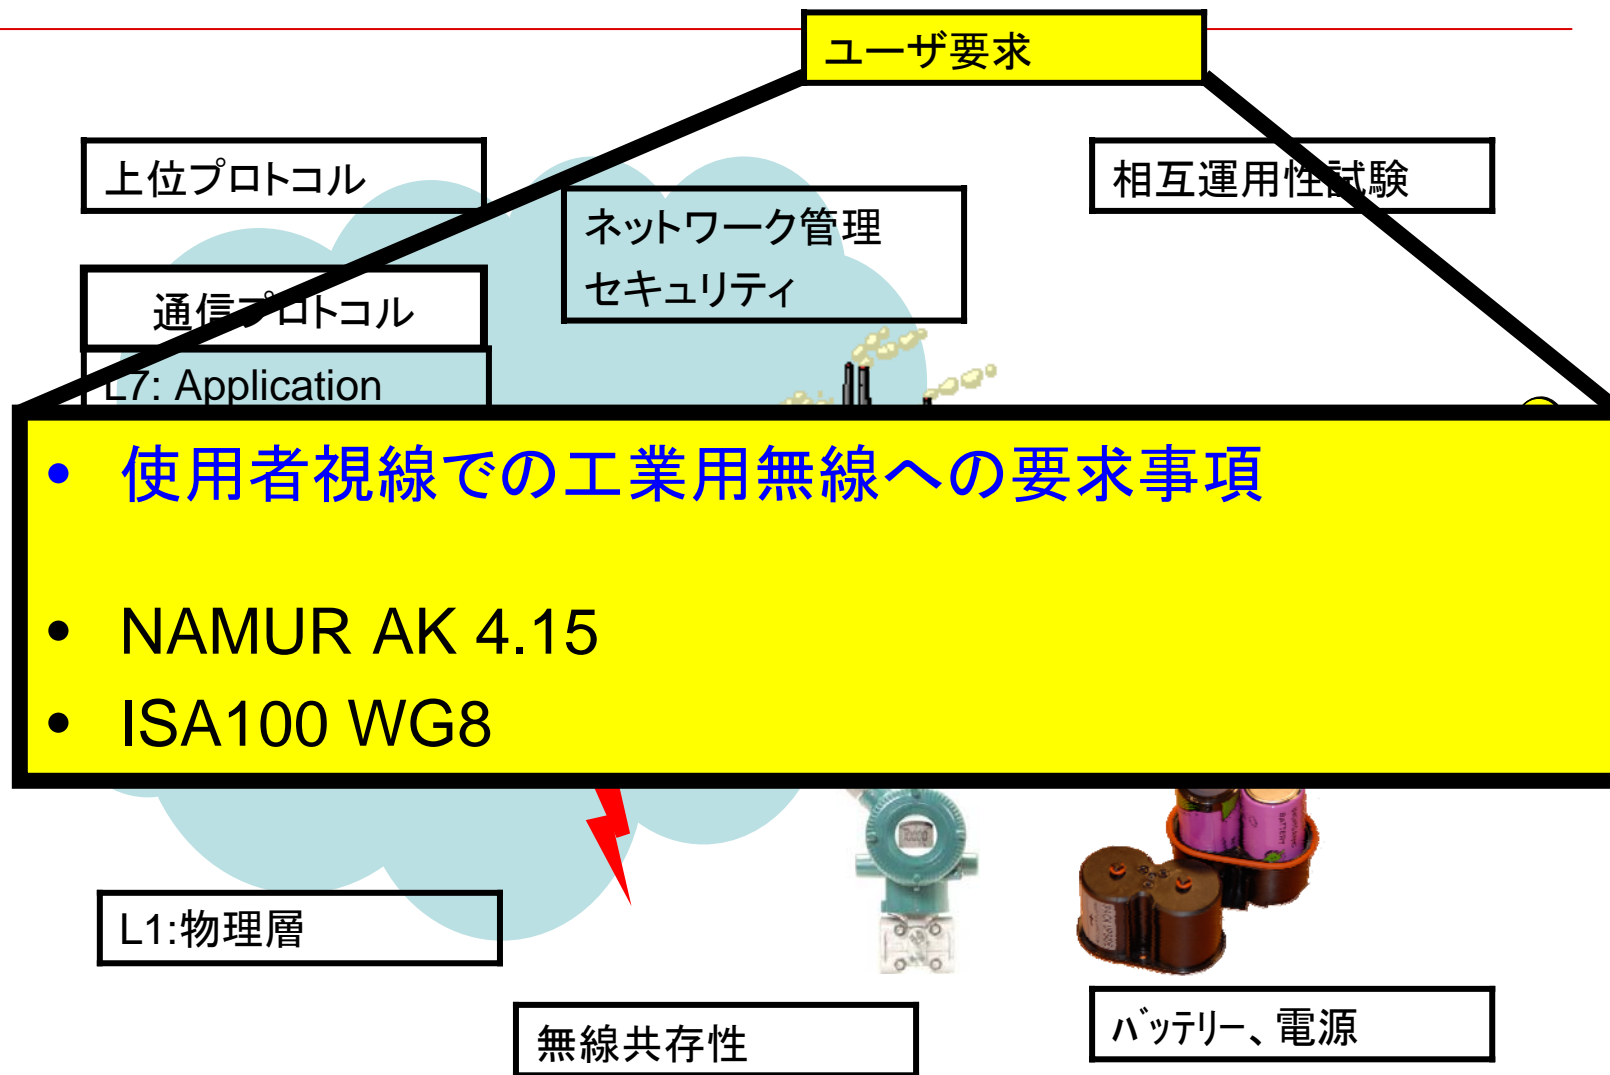 ユーザ要求
上位プロトコル
相互運用性試験
ネットワーク管理
セキュリティ
通信プロトコル
L7: Application
• 使用者視線での工業用無線への要求事項
• NAMUR AK 4.15
• ISA100 WG8
L1:物理層
無線共存性
バッテリー、電源